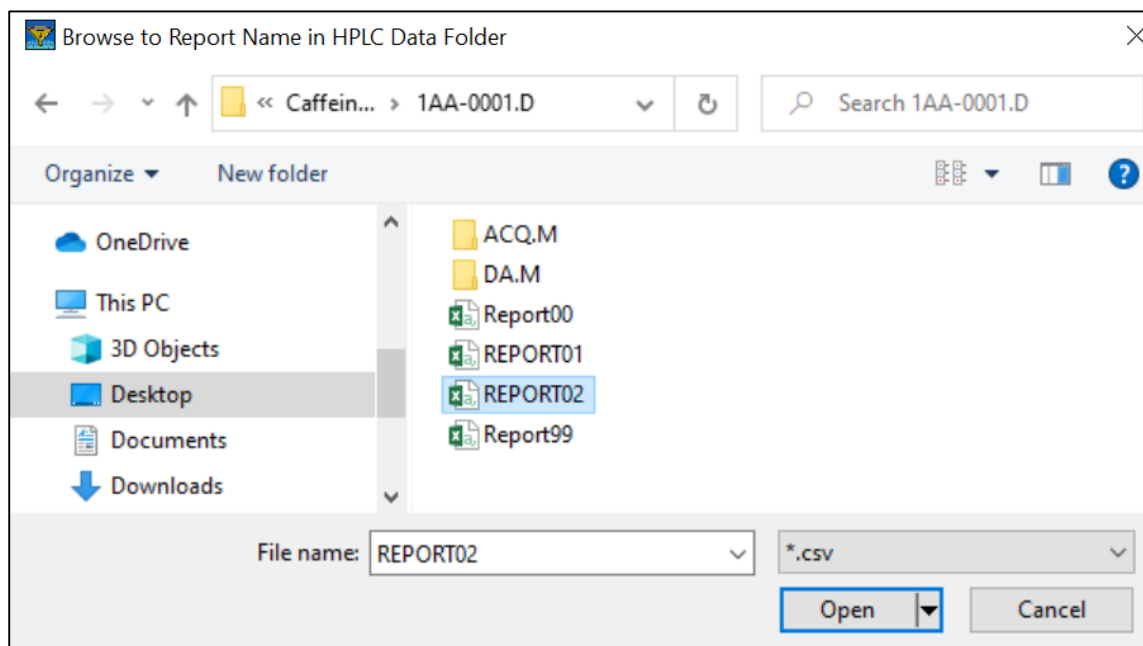 Browse to Report Name in HPLC Data Folder
« Caffein... › 1AA-0001.D
Search 1AA-0001.D
Organize
New folder
OneDrive
This PC
3D Objects
Desktop
Documents
Downloads
ACQ.M
DA.M
Report00
REPORT01
REPORT02
Report99
File name: REPORT02
*.csv
Open
Cancel